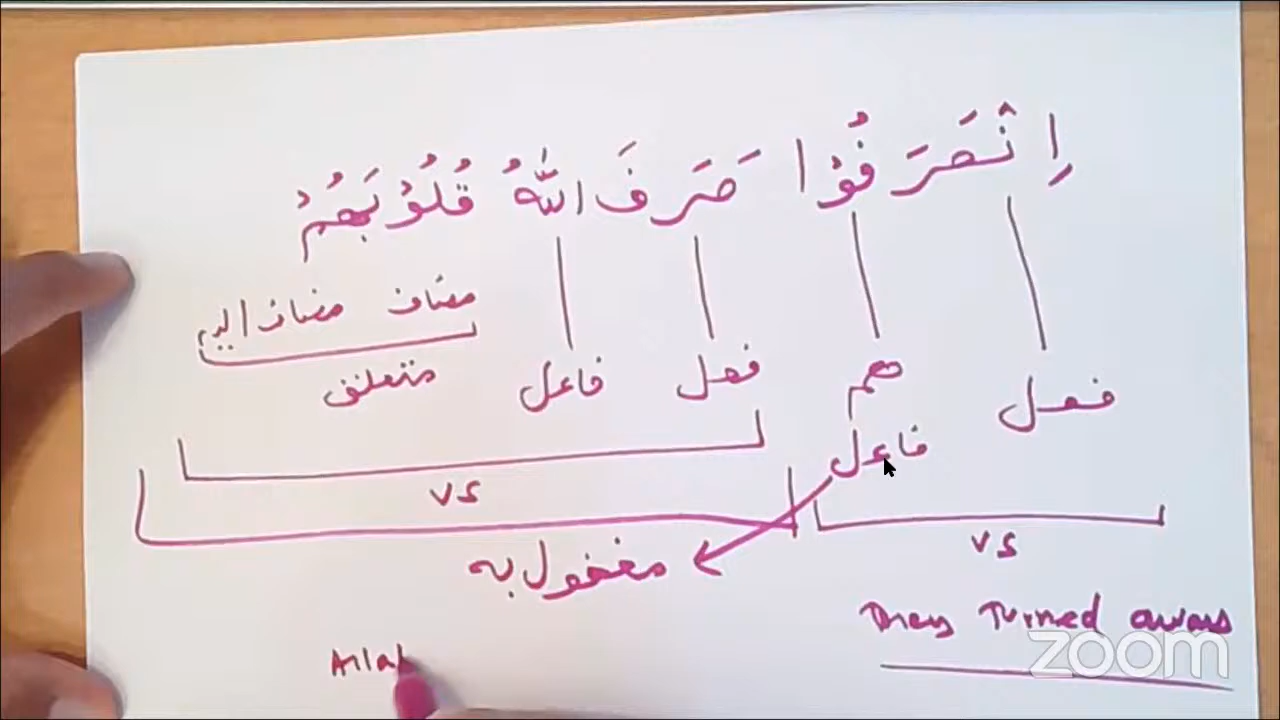 اِنْصَرَفُوْا صَرَفَ اللّٰهُ قُلُوْبَهُمْ
مضاف مضاف اليه
فعل هم فعل فاعل متعلق
فاعل
vs
vs
مفعول به
They Turned away
Allah
zoom